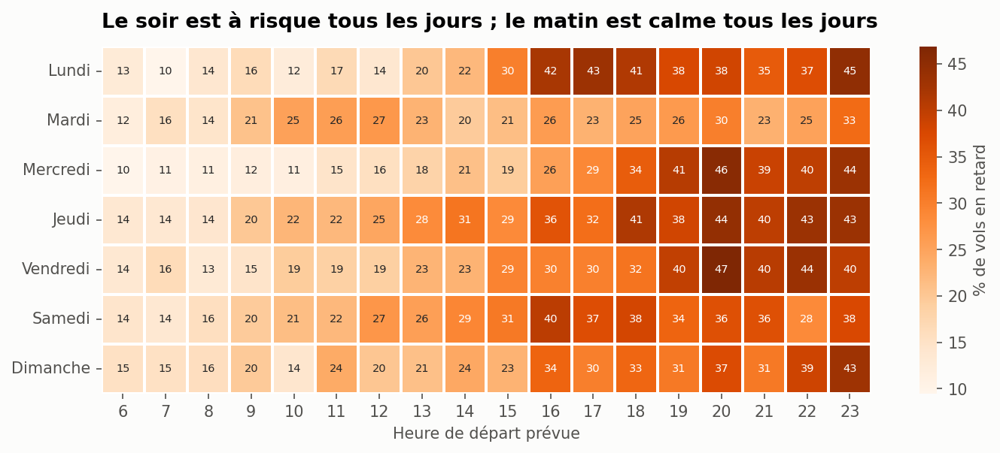 Le soir est à risque tous les jours ; le matin est calme tous les jours
Lundi 13 10 14 16 12 17 14 20 22 30 42 43 41 38 38 35 37 45
Mardi 12 16 14 21 25 26 27 23 20 21 26 23 25 26 30 23 25 33
Mercredi 10 11 11 12 11 15 16 18 21 19 26 29 34 41 46 39 40 44
Jeudi 14 14 14 20 22 22 25 28 31 29 36 32 41 38 44 40 43 43
Vendredi 14 16 13 15 19 19 19 23 23 29 30 30 32 40 47 40 44 40
Samedi 14 14 16 20 21 22 27 26 29 31 40 37 38 34 36 36 28 38
Dimanche 15 15 16 20 14 24 20 21 24 23 34 30 33 31 37 31 39 43
6 7 8 9 10 11 12 13 14 15 16 17 18 19 20 21 22 23
Heure de départ prévue
45
40
35
30
25
20
15
10
% de vols en retard